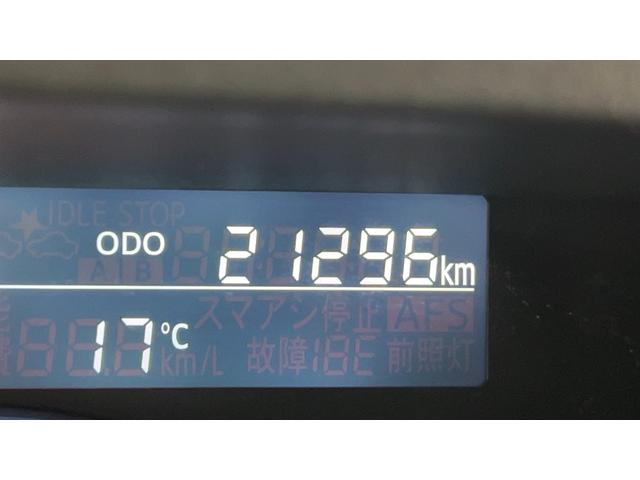 IDLE STOP
ODO 21296km
A B
スマアシ停止 AFS
17℃ km/L 故障 前照灯